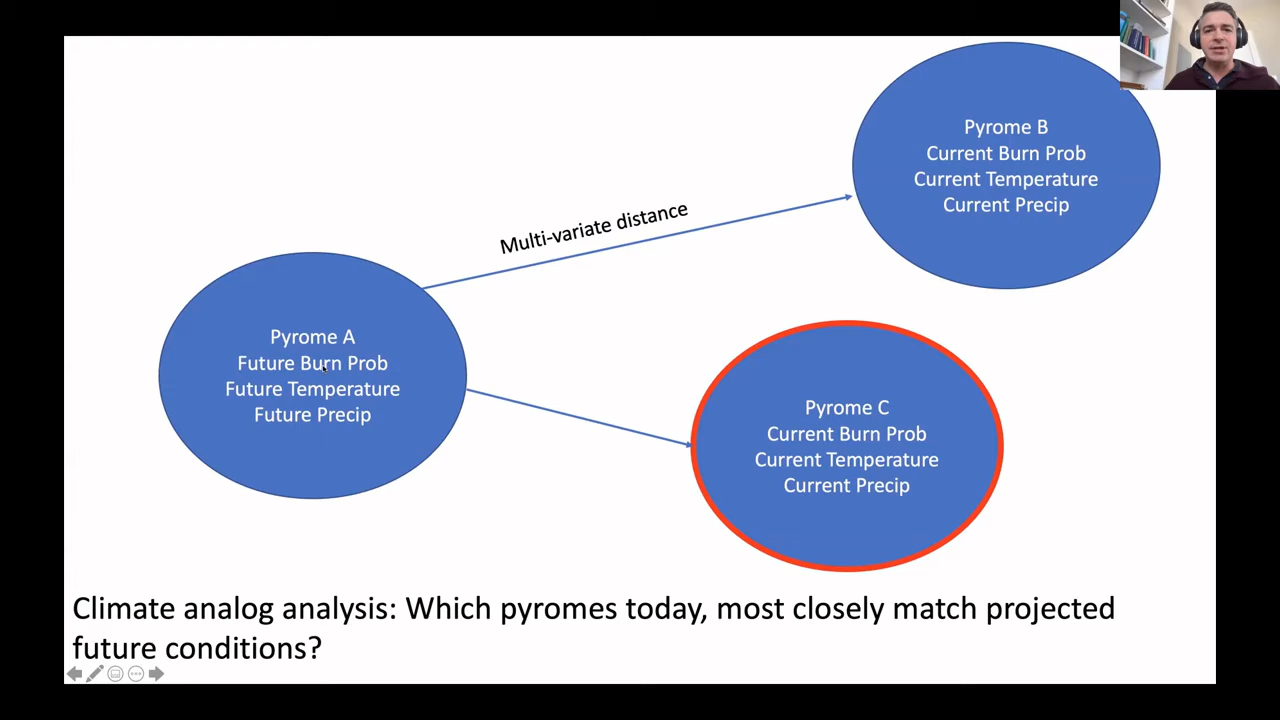 Pyrome B
Current Burn Prob
Current Temperature
Current Precip
Multi-variate distance
Pyrome A
Future Burn Prob
Future Temperature
Future Precip
Pyrome C
Current Burn Prob
Current Temperature
Current Precip
Climate analog analysis: Which pyromes today, most closely match projected
future conditions?